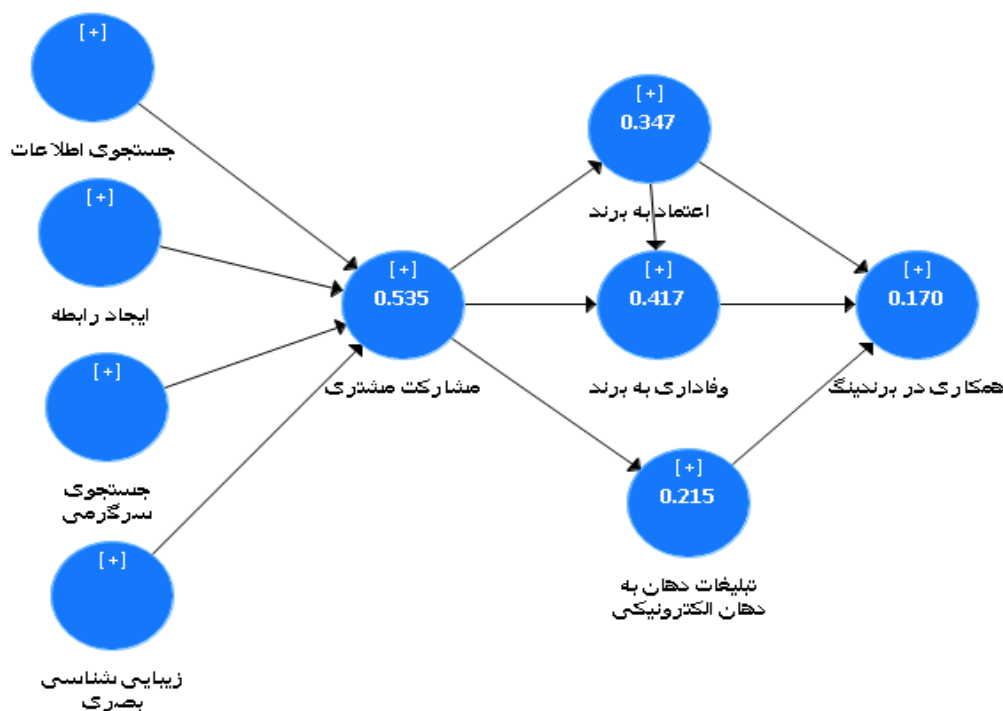 [+]
جستجوی اطلاعات
[+]
ایجاد رابطه
[+]
جستجوی
سرگرمی
[+]
زیبایی شناسی
بصری
[+]
0.535
مشارکت مشتری
[+]
0.347
اعتماد به برند
[+]
0.417
وفاداری به برند
[+]
0.215
تبلیغات دهان به
دهان الکترونیکی
[+]
0.170
همکاری در برندینگ